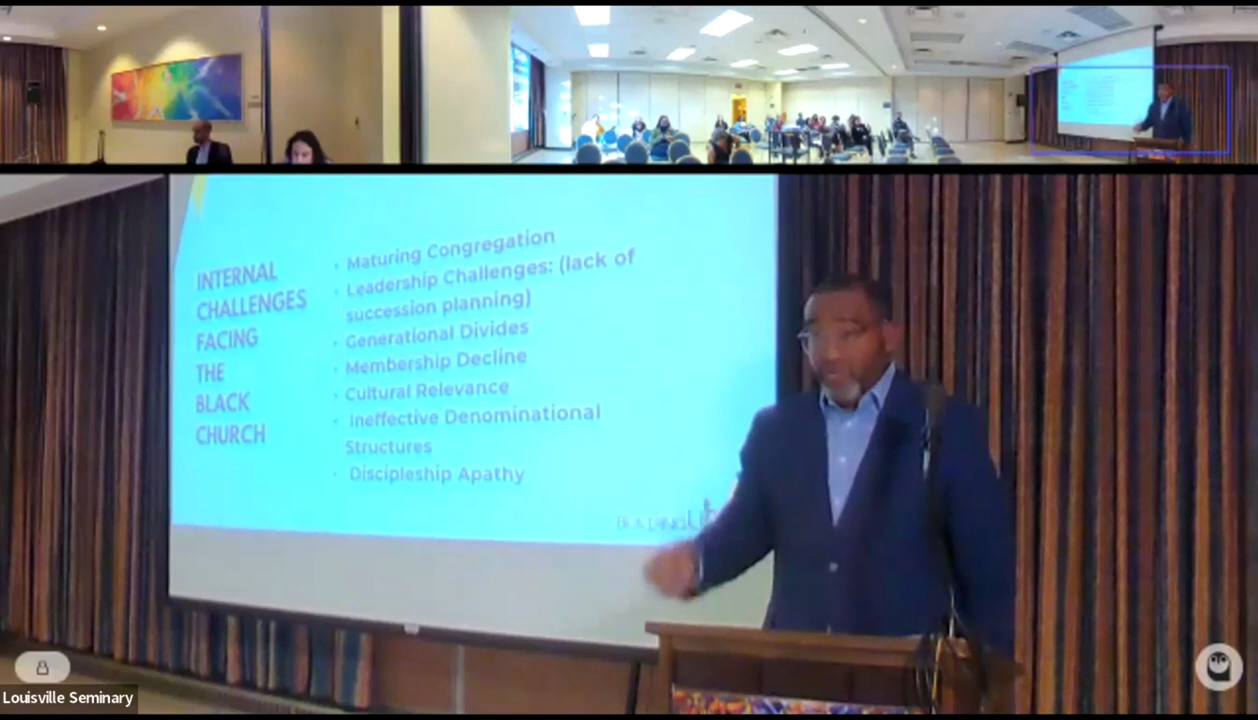 INTERNAL
CHALLENGES
FACING
THE
BLACK
CHURCH
· Maturing Congregation
· Leadership Challenges: (lack of
succession planning)
· Generational Divides
· Membership Decline
· Cultural Relevance
· Ineffective Denominational
Structures
· Discipleship Apathy
Louisville Seminary